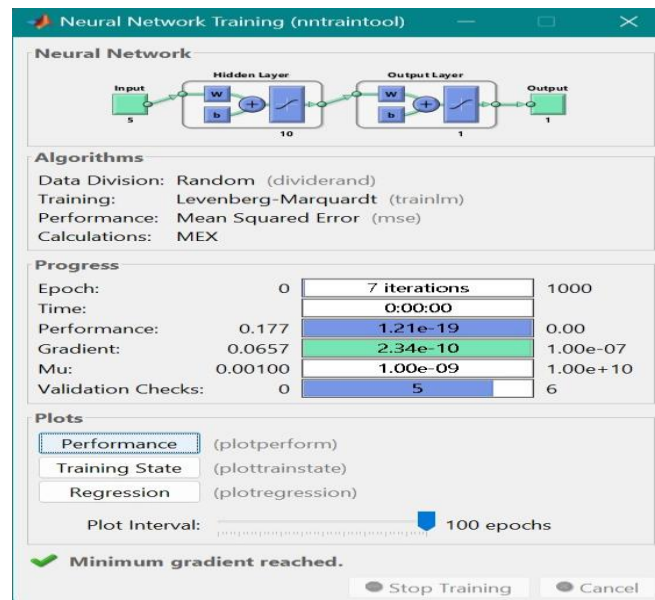 Neural Network Training (nntraintool)
Neural Network
Hidden Layer Output Layer
Input W W Output
b b
5 10 1 1
Algorithms
Data Division: Random (dividerand)
Training: Levenberg-Marquardt (trainlm)
Performance: Mean Squared Error (mse)
Calculations: MEX
Progress
Epoch: 0 7 iterations 1000
Time: 0:00:00
Performance: 0.177 1.21e-19 0.00
Gradient: 0.0657 2.34e-10 1.00e-07
Mu: 0.00100 1.00e-09 1.00e+10
Validation Checks: 0 5 6
Plots
Performance (plotperform)
Training State (plottrainstate)
Regression (plotregression)
Plot Interval: 100 epochs
Minimum gradient reached.
Stop Training Cancel